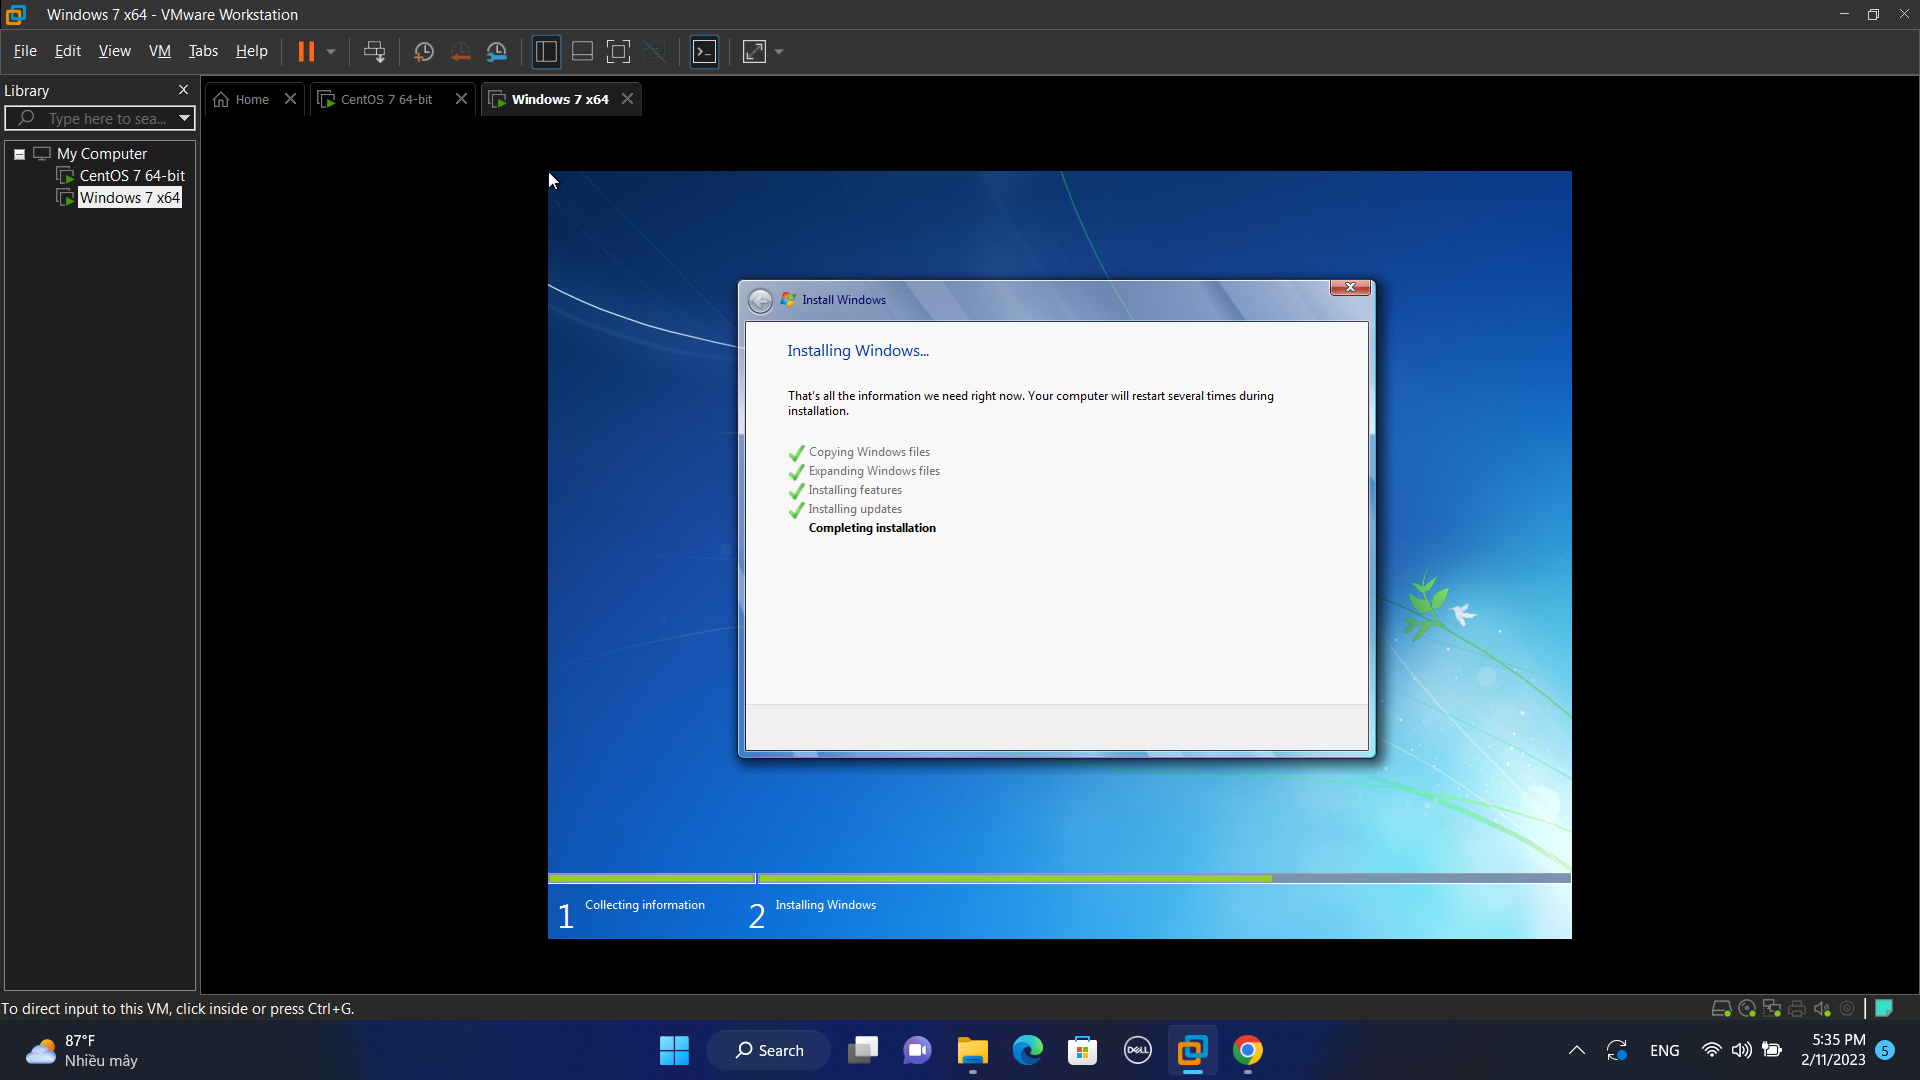 Windows 7 x64 - VMware Workstation
File Edit View VM Tabs Help
Library
Type here to sea...
My Computer
CentOS 7 64-bit
Windows 7 x64
Home
CentOS 7 64-bit
Windows 7 x64
Install Windows
Installing Windows...
That's all the information we need right now. Your computer will restart several times during
installation.
Copying Windows files
Expanding Windows files
Installing features
Installing updates
Completing installation
1 Collecting information
2 Installing Windows
To direct input to this VM, click inside or press Ctrl+G.
87°F
Nhiều mây
Search
DELL
ENG
5:35 PM
2/11/2023
5